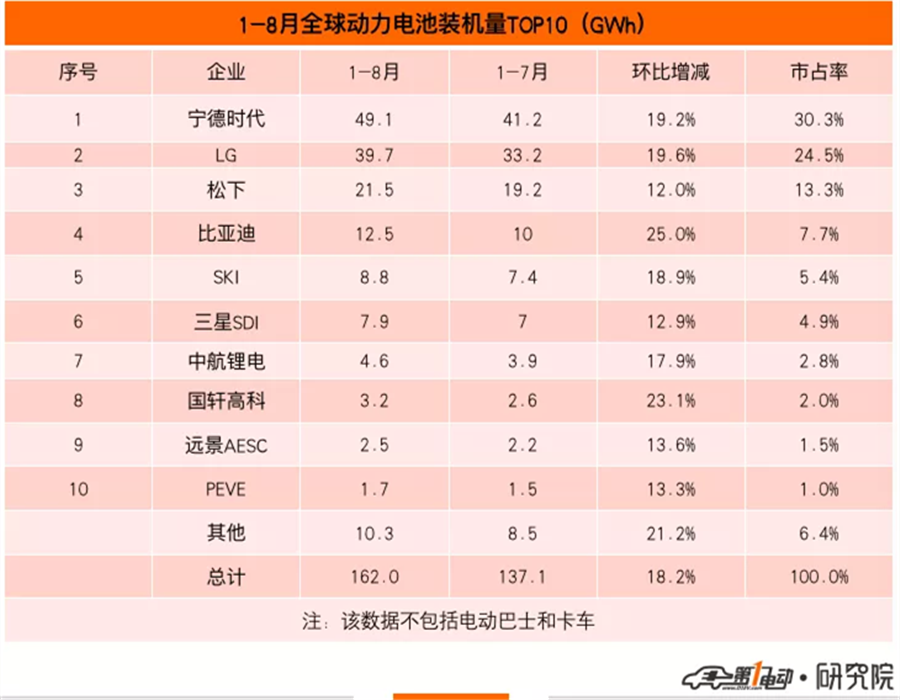 1-8月全球动力电池装机量TOP10（GWh）
序号 企业 1-8月 1-7月 环比增减 市占率
1 宁德时代 49.1 41.2 19.2% 30.3%
2 LG 39.7 33.2 19.6% 24.5%
3 松下 21.5 19.2 12.0% 13.3%
4 比亚迪 12.5 10 25.0% 7.7%
5 SKI 8.8 7.4 18.9% 5.4%
6 三星SDI 7.9 7 12.9% 4.9%
7 中航锂电 4.6 3.9 17.9% 2.8%
8 国轩高科 3.2 2.6 23.1% 2.0%
9 远景AESC 2.5 2.2 13.6% 1.5%
10 PEVE 1.7 1.5 13.3% 1.0%
其他 10.3 8.5 21.2% 6.4%
总计 162.0 137.1 18.2% 100.0%
注：该数据不包括电动巴士和卡车
第1电动·研究院